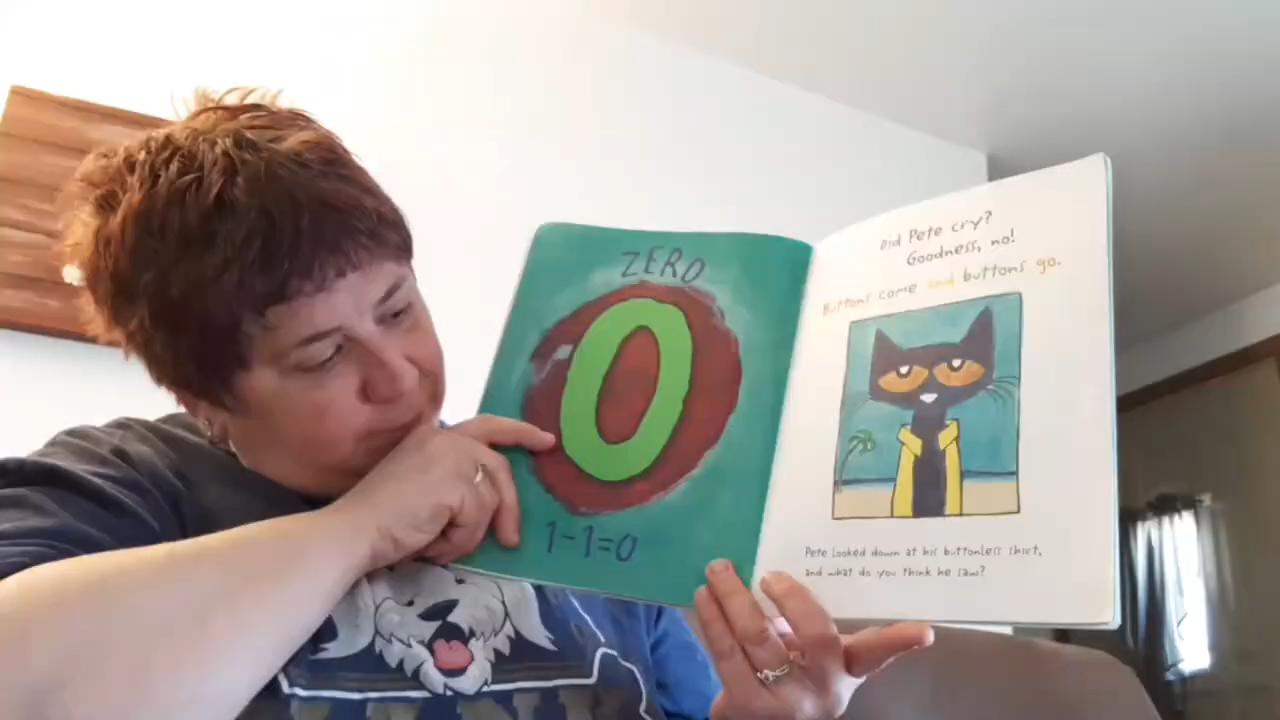 ZERO
0
1-1=0
Did Pete cry?
Goodness, no!
Buttons come and buttons go.
Pete looked down at his buttonless shirt,
and what do you think he saw?